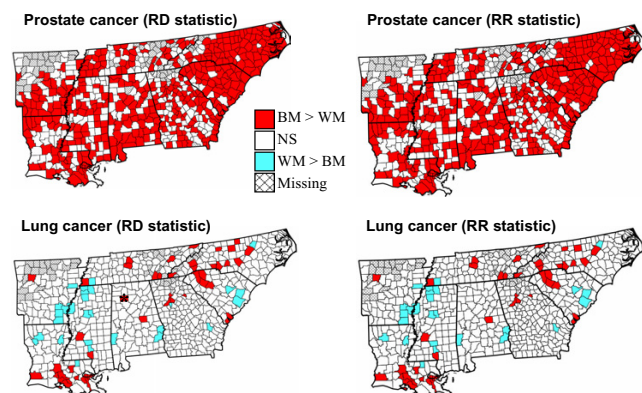 Prostate cancer (RD statistic)
Prostate cancer (RR statistic)
BM > WM
NS
WM > BM
Missing
Lung cancer (RD statistic)
Lung cancer (RR statistic)